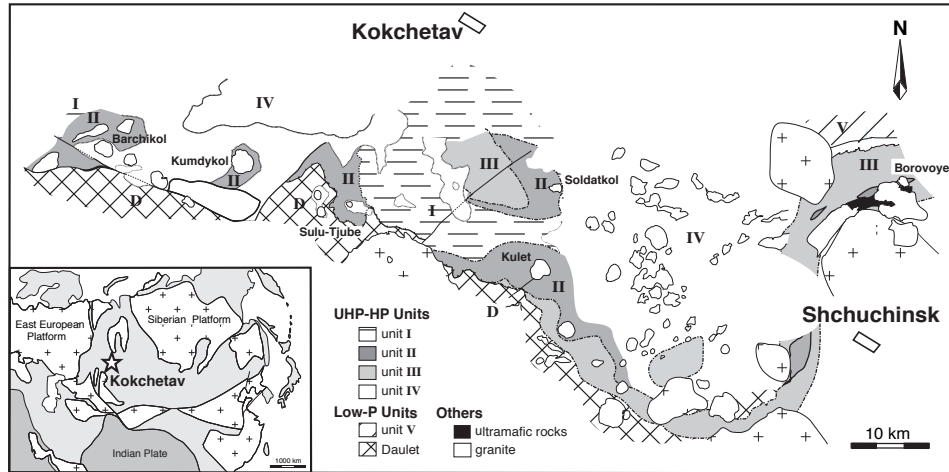 Kokchetav
N
I
II
Barchikol
IV
Kumdykol
II
D
D
II
Sulu-Tjube
III
II
Soldatkol
I
IV
V
III
Borovoye
Kulet
II
D
Shchuchinsk
East European
Platform
Siberian Platform
Kokchetav
Indian Plate
1000 km
UHP-HP Units
unit I
unit II
unit III
unit IV
Low-P Units
unit V
Daulet
Others
ultramafic rocks
granite
10 km